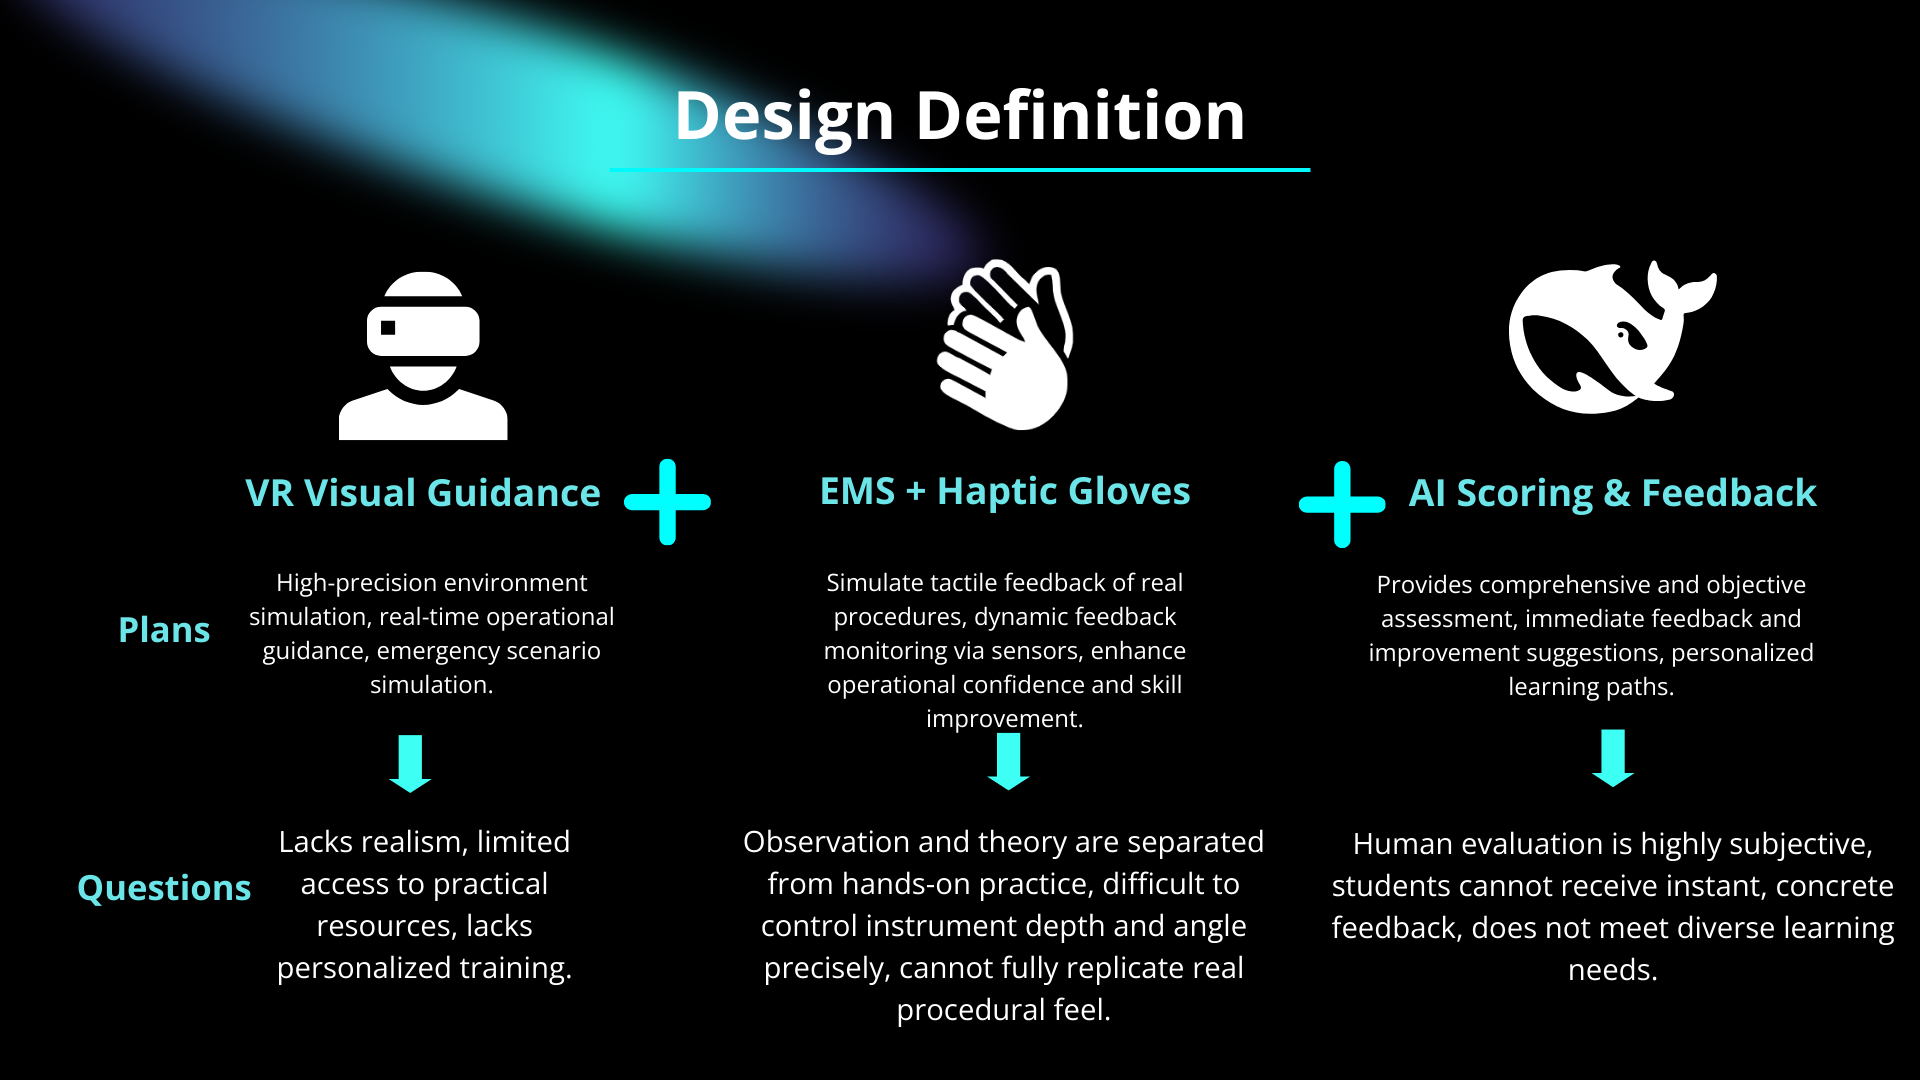 Design Definition
VR Visual Guidance
EMS + Haptic Gloves
AI Scoring & Feedback
Plans
High-precision environment
simulation, real-time operational
guidance, emergency scenario
simulation.
Simulate tactile feedback of real
procedures, dynamic feedback
monitoring via sensors, enhance
operational confidence and skill
improvement.
Provides comprehensive and objective
assessment, immediate feedback and
improvement suggestions, personalized
learning paths.
Questions
Lacks realism, limited
access to practical
resources, lacks
personalized training.
Observation and theory are separated
from hands-on practice, difficult to
control instrument depth and angle
precisely, cannot fully replicate real
procedural feel.
Human evaluation is highly subjective,
students cannot receive instant, concrete
feedback, does not meet diverse learning
needs.